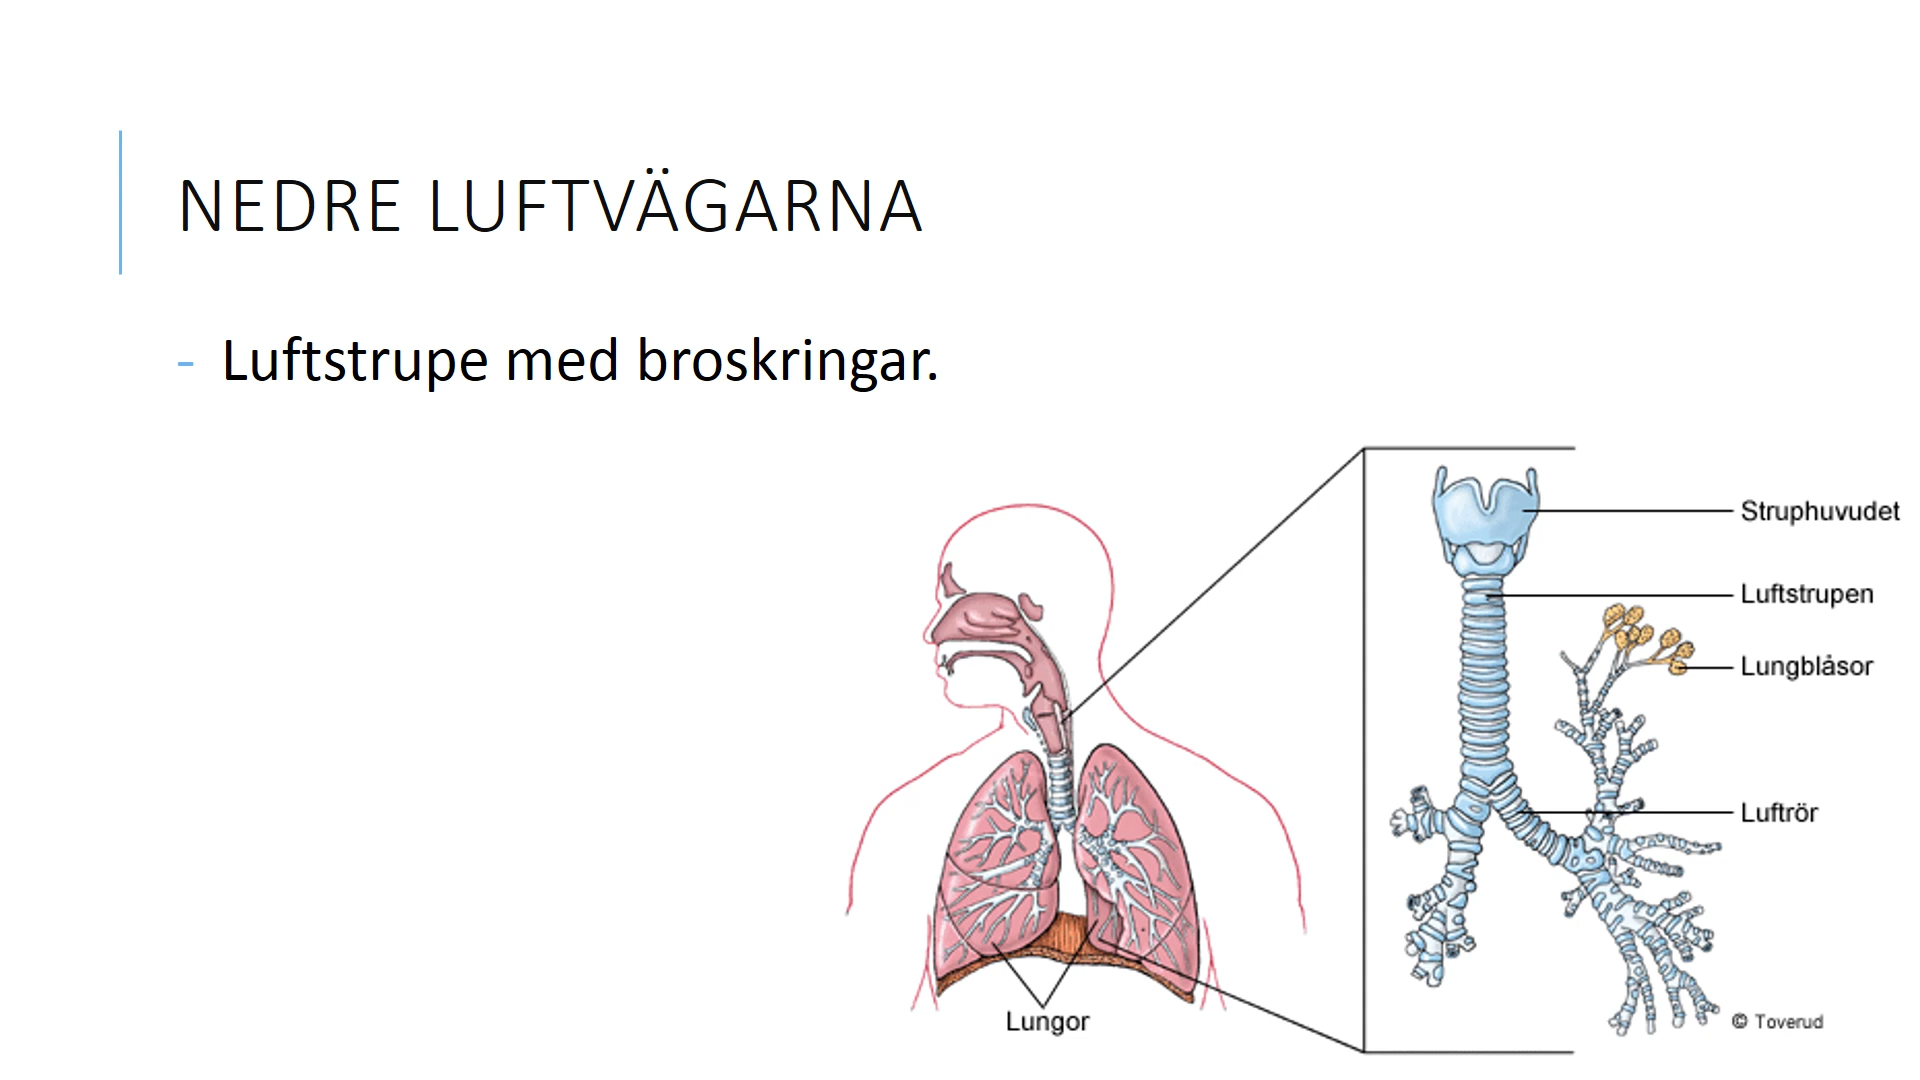 NEDRE LUFTVÄGARNA
- Luftstrupe med broskringar.
Struphuvudet
Luftstrupen
Lungblåsor
Luftrör
Lungor
© Toverud